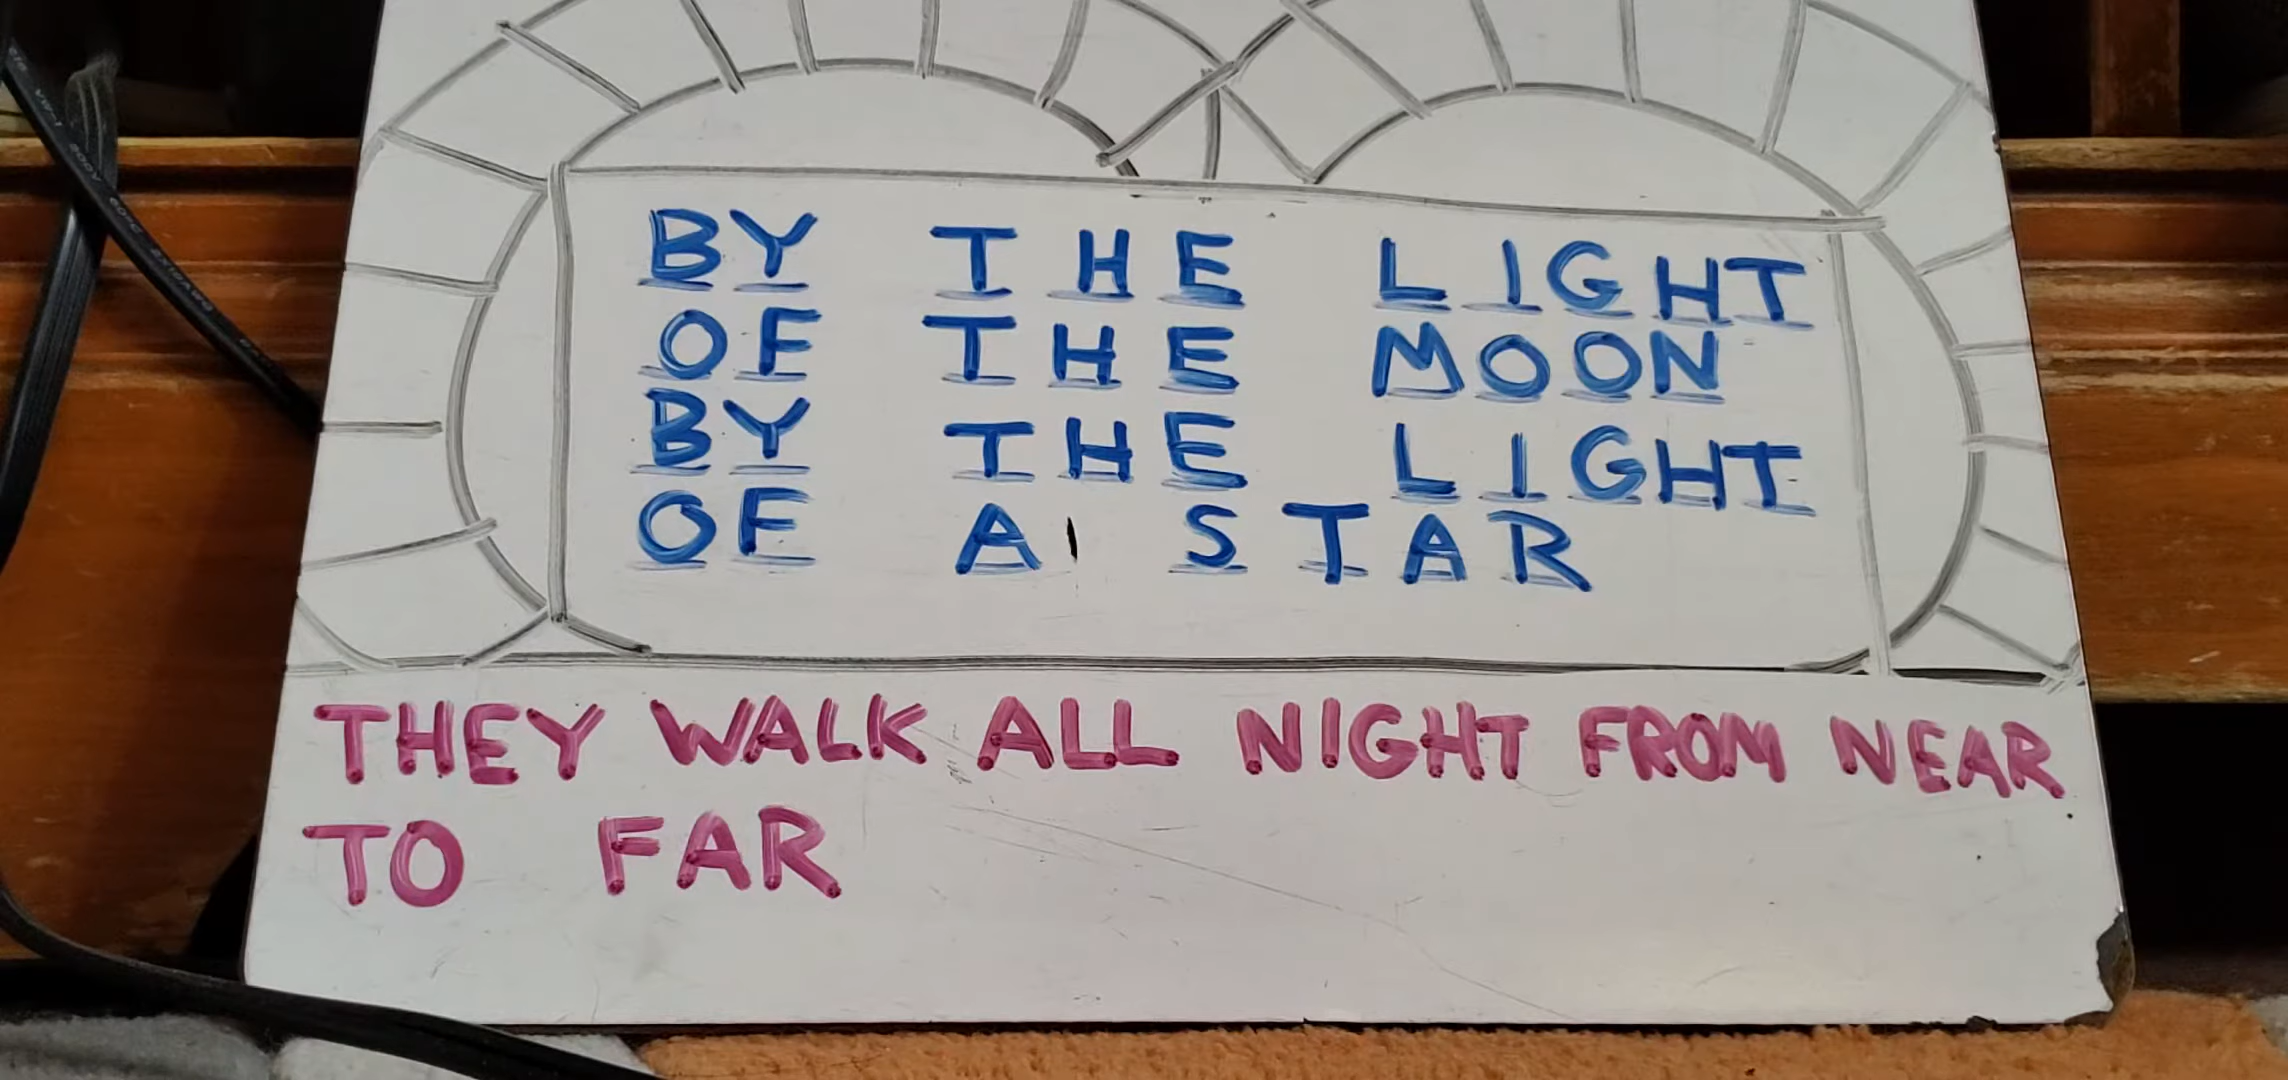 BY THE LIGHT
OF THE MOON
BY THE LIGHT
OF A STAR
THEY WALK ALL NIGHT FROM NEAR
TO FAR